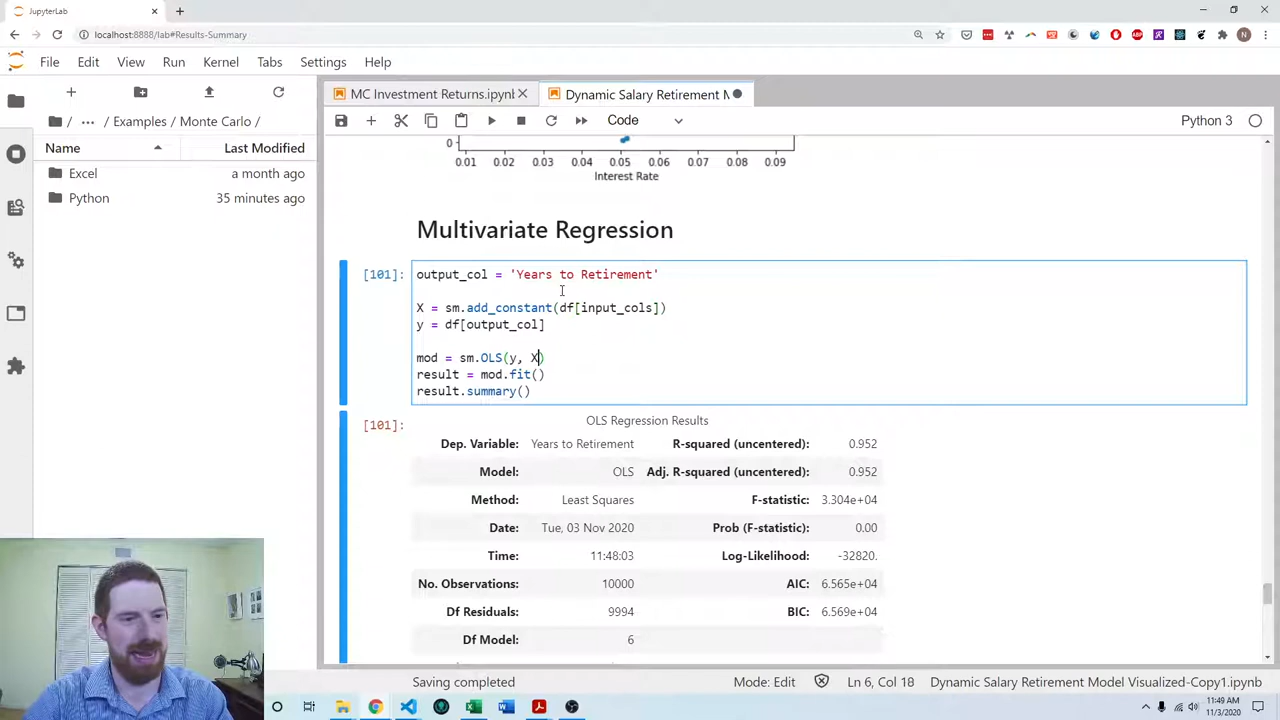 JupyterLab
localhost:8888/lab#Results-Summary
File Edit View Run Kernel Tabs Settings Help
MC Investment Returns.ipynb
Dynamic Salary Retirement M
Code
Python 3
/ ··· / Examples / Monte Carlo /
Name Last Modified
Excel a month ago
Python 35 minutes ago
0
0.01 0.02 0.03 0.04 0.05 0.06 0.07 0.08 0.09
Interest Rate
Multivariate Regression
[101]:
output_col = 'Years to Retirement'
X = sm.add_constant(df[input_cols])
y = df[output_col]
mod = sm.OLS(y, X)
result = mod.fit()
result.summary()
[101]:
OLS Regression Results
Dep. Variable: Years to Retirement R-squared (uncentered): 0.952
Model: OLS Adj. R-squared (uncentered): 0.952
Method: Least Squares F-statistic: 3.304e+04
Date: Tue, 03 Nov 2020 Prob (F-statistic): 0.00
Time: 11:48:03 Log-Likelihood: -32820.
No. Observations: 10000 AIC: 6.565e+04
Df Residuals: 9994 BIC: 6.569e+04
Df Model: 6
Saving completed
Mode: Edit
Ln 6, Col 18
Dynamic Salary Retirement Model Visualized-Copy1.ipynb
11:49 AM
11/3/2020